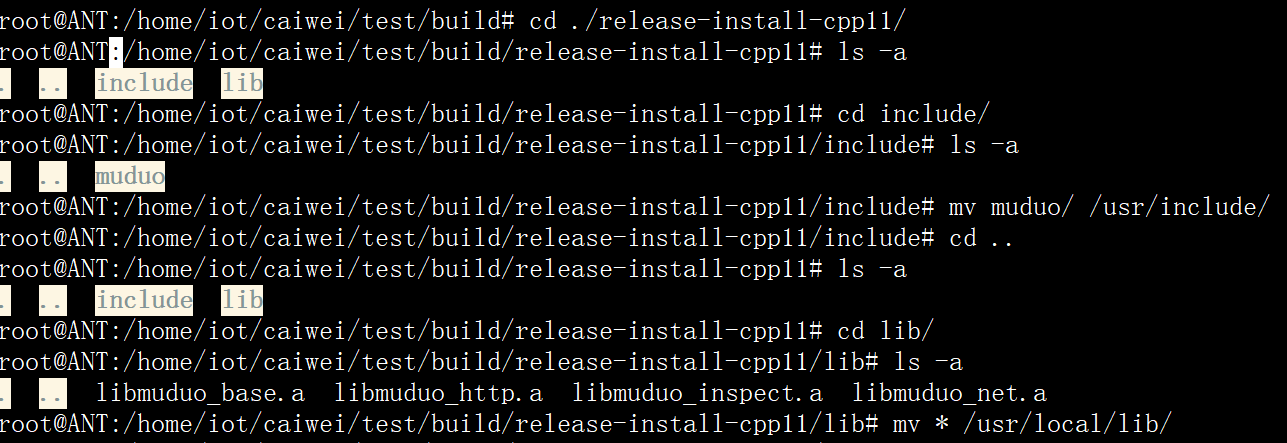 root@ANT:/home/iot/caiwei/test/build# cd ./release-install-cpp11/
root@ANT:/home/iot/caiwei/test/build/release-install-cpp11# ls -a
.  ..  include  lib
root@ANT:/home/iot/caiwei/test/build/release-install-cpp11# cd include/
root@ANT:/home/iot/caiwei/test/build/release-install-cpp11/include# ls -a
.  ..  muduo
root@ANT:/home/iot/caiwei/test/build/release-install-cpp11/include# mv muduo/ /usr/include/
root@ANT:/home/iot/caiwei/test/build/release-install-cpp11/include# cd ..
root@ANT:/home/iot/caiwei/test/build/release-install-cpp11# ls -a
.  ..  include  lib
root@ANT:/home/iot/caiwei/test/build/release-install-cpp11# cd lib/
root@ANT:/home/iot/caiwei/test/build/release-install-cpp11/lib# ls -a
.  ..  libmuduo_base.a  libmuduo_http.a  libmuduo_inspect.a  libmuduo_net.a
root@ANT:/home/iot/caiwei/test/build/release-install-cpp11/lib# mv * /usr/local/lib/